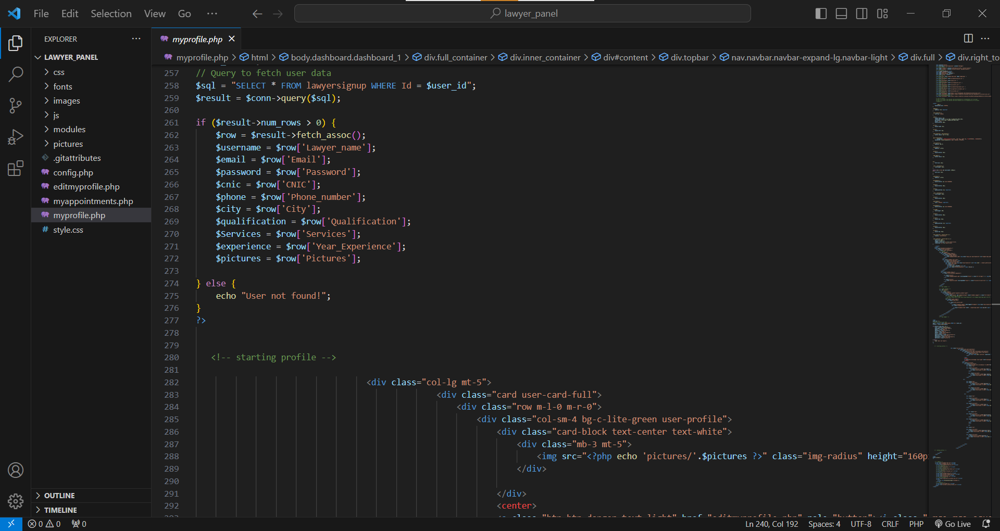 File Edit Selection View Go ··· lawyer_panel
EXPLORER ···
LAWYER_PANEL
css
fonts
images
js
modules
pictures
.gitattributes
config.php
editmyprofile.php
myappointments.php
myprofile.php
style.css
OUTLINE
TIMELINE
myprofile.php
myprofile.php > html > body.dashboard.dashboard_1 > div.full_container > div.inner_container > div#content > div.topbar > nav.navbar.navbar-expand-lg.navbar-light > div.full > div.right_to
257 // Query to fetch user data
258 $sql = "SELECT * FROM lawyersignup WHERE Id = $user_id";
259 $result = $conn->query($sql);
260
261 if ($result->num_rows > 0) {
262 $row = $result->fetch_assoc();
263 $username = $row['Lawyer_name'];
264 $email = $row['Email'];
265 $password = $row['Password'];
266 $cnic = $row['CNIC'];
267 $phone = $row['Phone_number'];
268 $city = $row['City'];
269 $qualification = $row['Qualification'];
270 $Services = $row['Services'];
271 $experience = $row['Year_Experience'];
272 $pictures = $row['Pictures'];
273
274 } else {
275 echo "User not found!";
276 }
277 ?>
278
279
280 <!-- starting profile -->
281
282 <div class="col-lg mt-5">
283 <div class="card user-card-full">
284 <div class="row m-l-0 m-r-0">
285 <div class="col-sm-4 bg-c-lite-green user-profile">
286 <div class="card-block text-center text-white">
287 <div class="mb-3 mt-5">
288 <img src="<?php echo 'pictures/'.$pictures ?>" class="img-radius" height="160p
289 </div>
290
291 </div>
292 <center>
0 0 0 Ln 240, Col 192 Spaces: 4 UTF-8 CRLF PHP Go Live